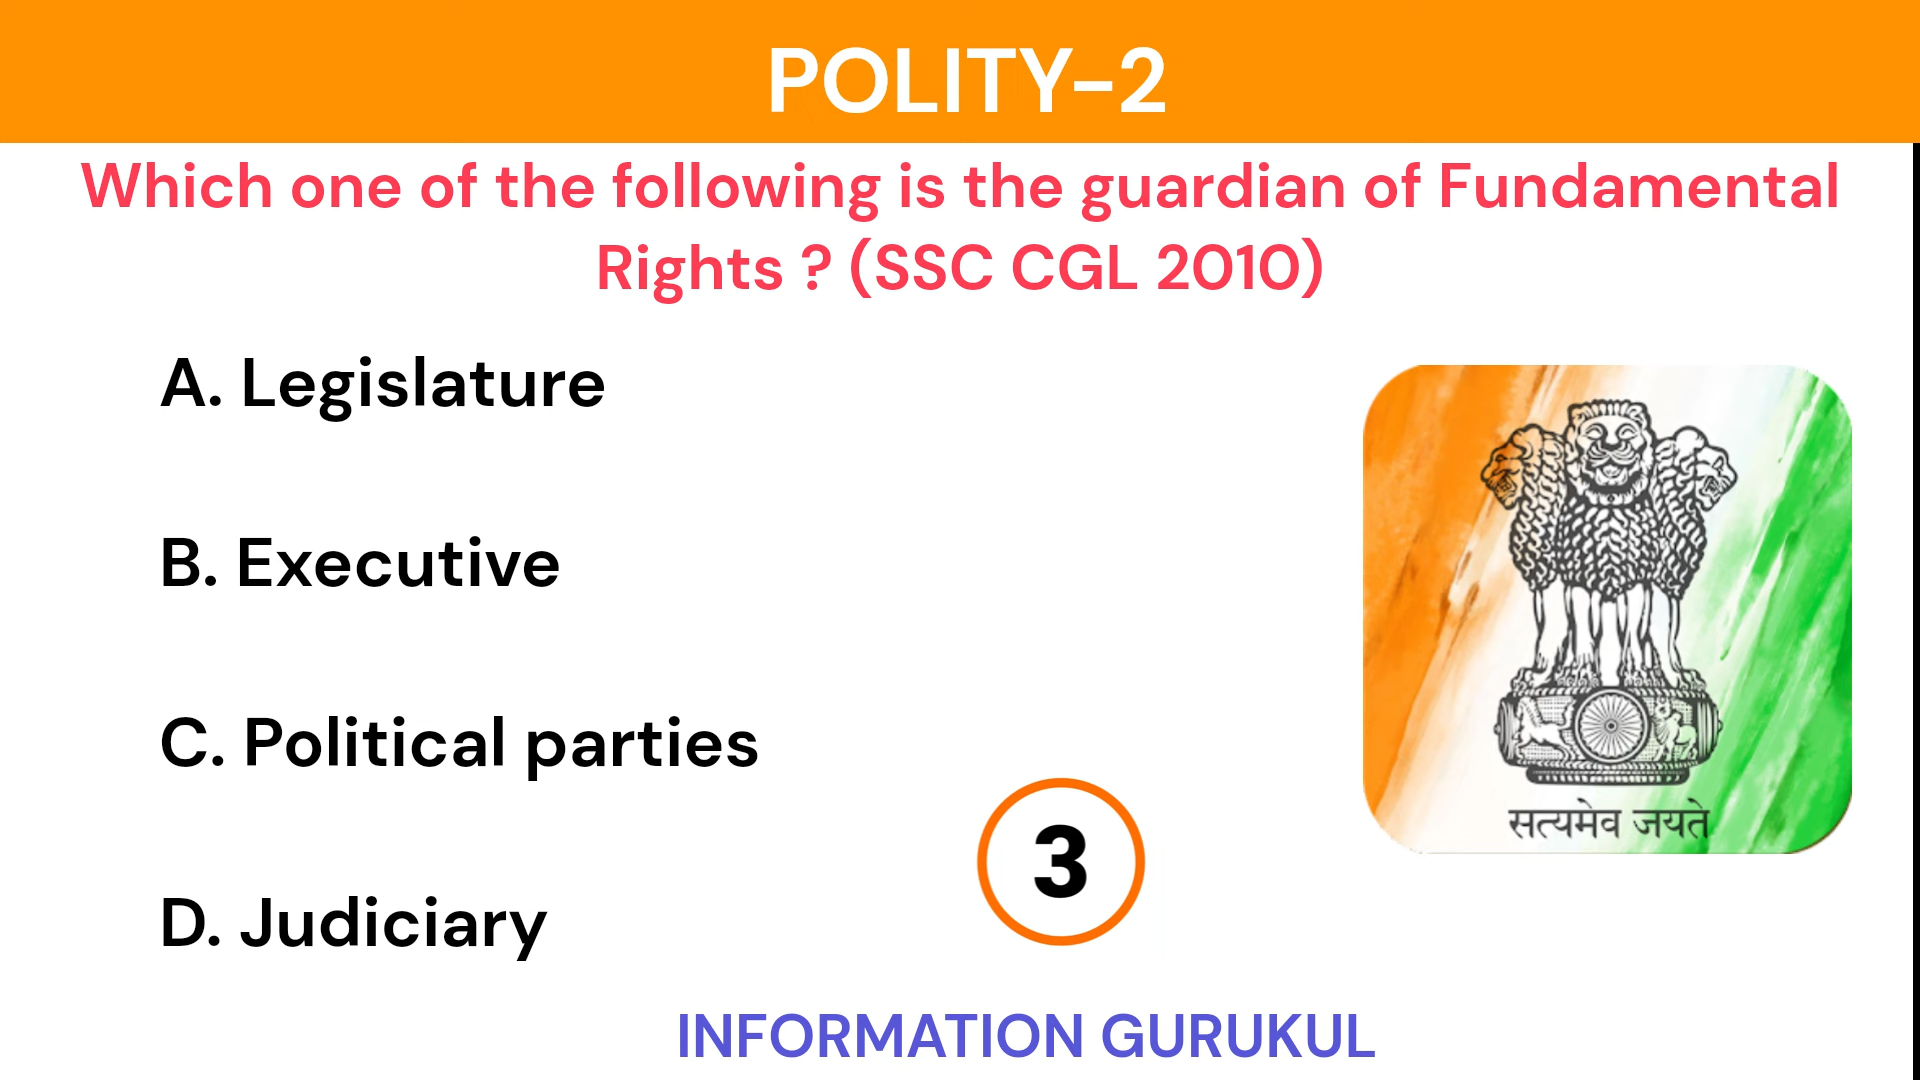 POLITY-2
Which one of the following is the guardian of Fundamental
Rights ? (SSC CGL 2010)
A. Legislature
B. Executive
C. Political parties
D. Judiciary
3
सत्यमेव जयते
INFORMATION GURUKUL